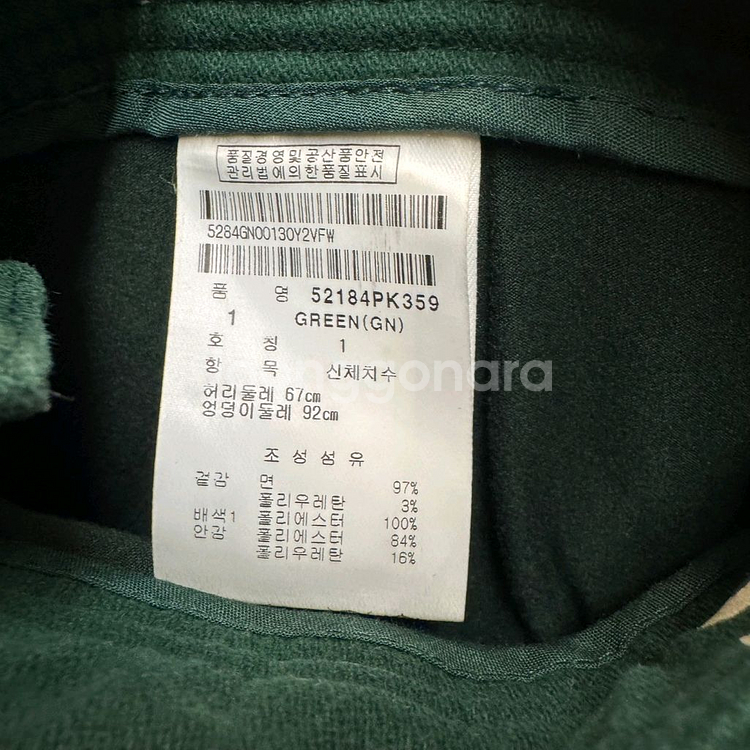 품질경영및공산품안전
관리법에의한품질표시
5284GN00130Y2VFW
품 명 52184PK359
1 GREEN(GN)
호 칭 1
항 목 신체치수
허리둘레 67cm
엉덩이둘레 92cm
조성섬유
겉감 면 97%
폴리우레탄 3%
배색1 폴리에스터 100%
안감 폴리에스터 84%
폴리우레탄 16%